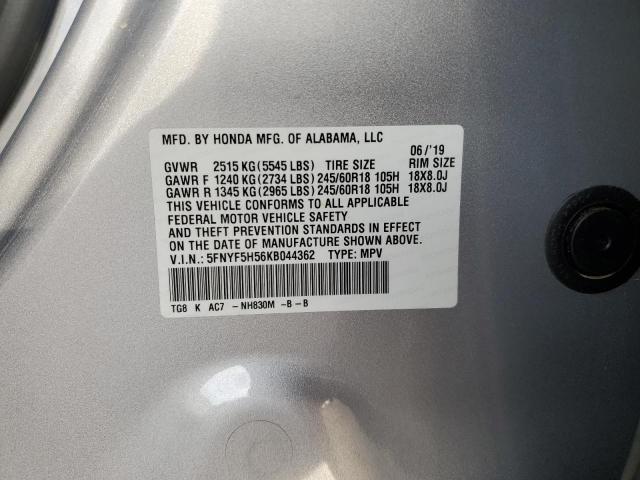 MFD. BY HONDA MFG. OF ALABAMA, LLC
06/'19
GVWR 2515 KG (5545 LBS) TIRE SIZE RIM SIZE
GAWR F 1240 KG (2734 LBS) 245/60R18 105H 18X8.0J
GAWR R 1345 KG (2965 LBS) 245/60R18 105H 18X8.0J
THIS VEHICLE CONFORMS TO ALL APPLICABLE
FEDERAL MOTOR VEHICLE SAFETY
AND THEFT PREVENTION STANDARDS IN EFFECT
ON THE DATE OF MANUFACTURE SHOWN ABOVE.
V.I.N.: 5FNYF5H56KB044362 TYPE: MPV
TG8 K AC7 -NH830M -B-B